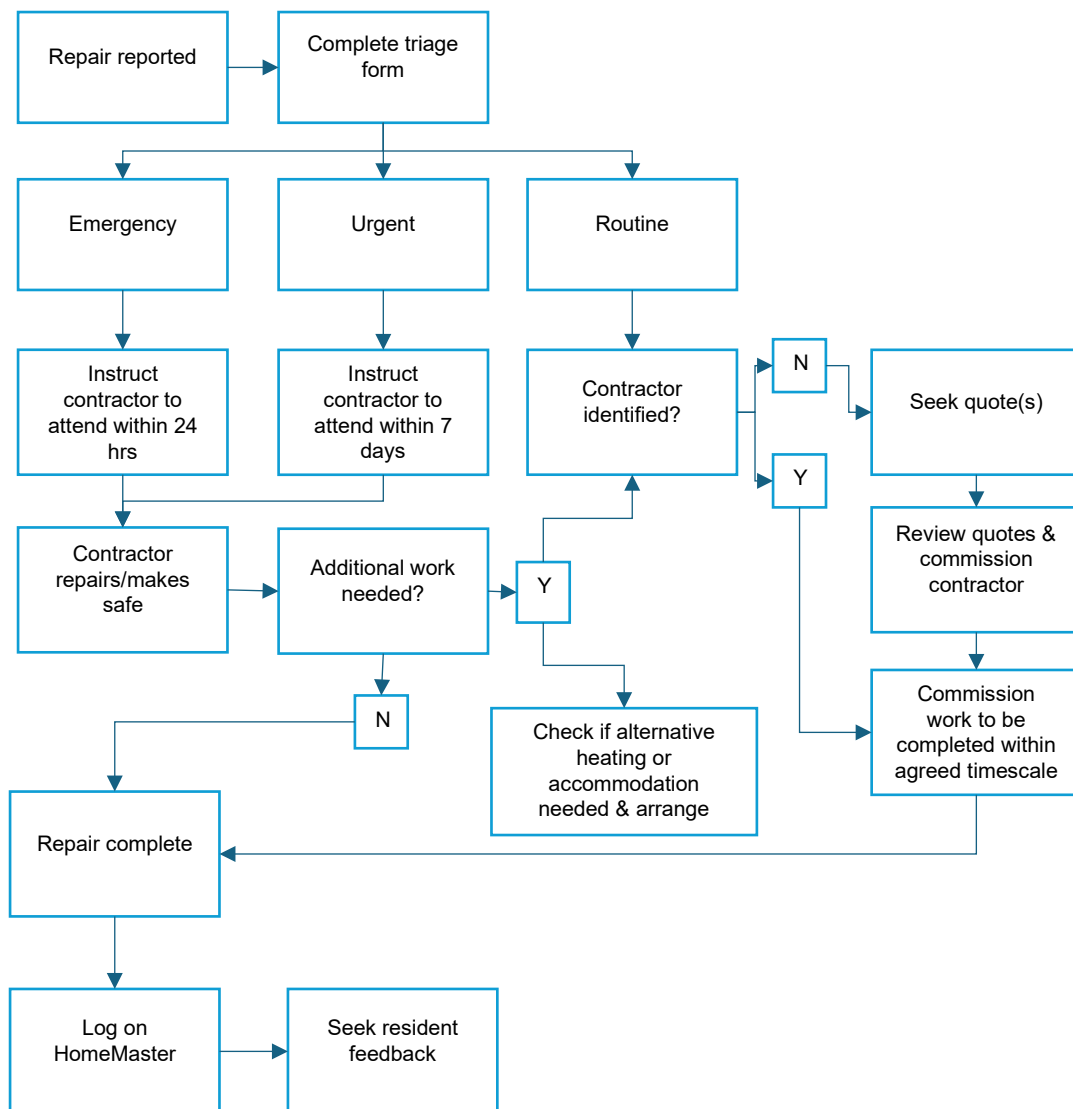 Repair reported
Complete triage
form
Emergency
Urgent
Routine
Instruct
contractor to
attend within 24
hrs
Instruct
contractor to
attend within 7
days
Contractor
identified?
N
Y
Seek quote(s)
Review quotes &
commission
contractor
Contractor
repairs/makes
safe
Additional work
needed?
Y
N
Check if alternative
heating or
accommodation
needed & arrange
Commission
work to be
completed within
agreed timescale
Repair complete
Log on
HomeMaster
Seek resident
feedback